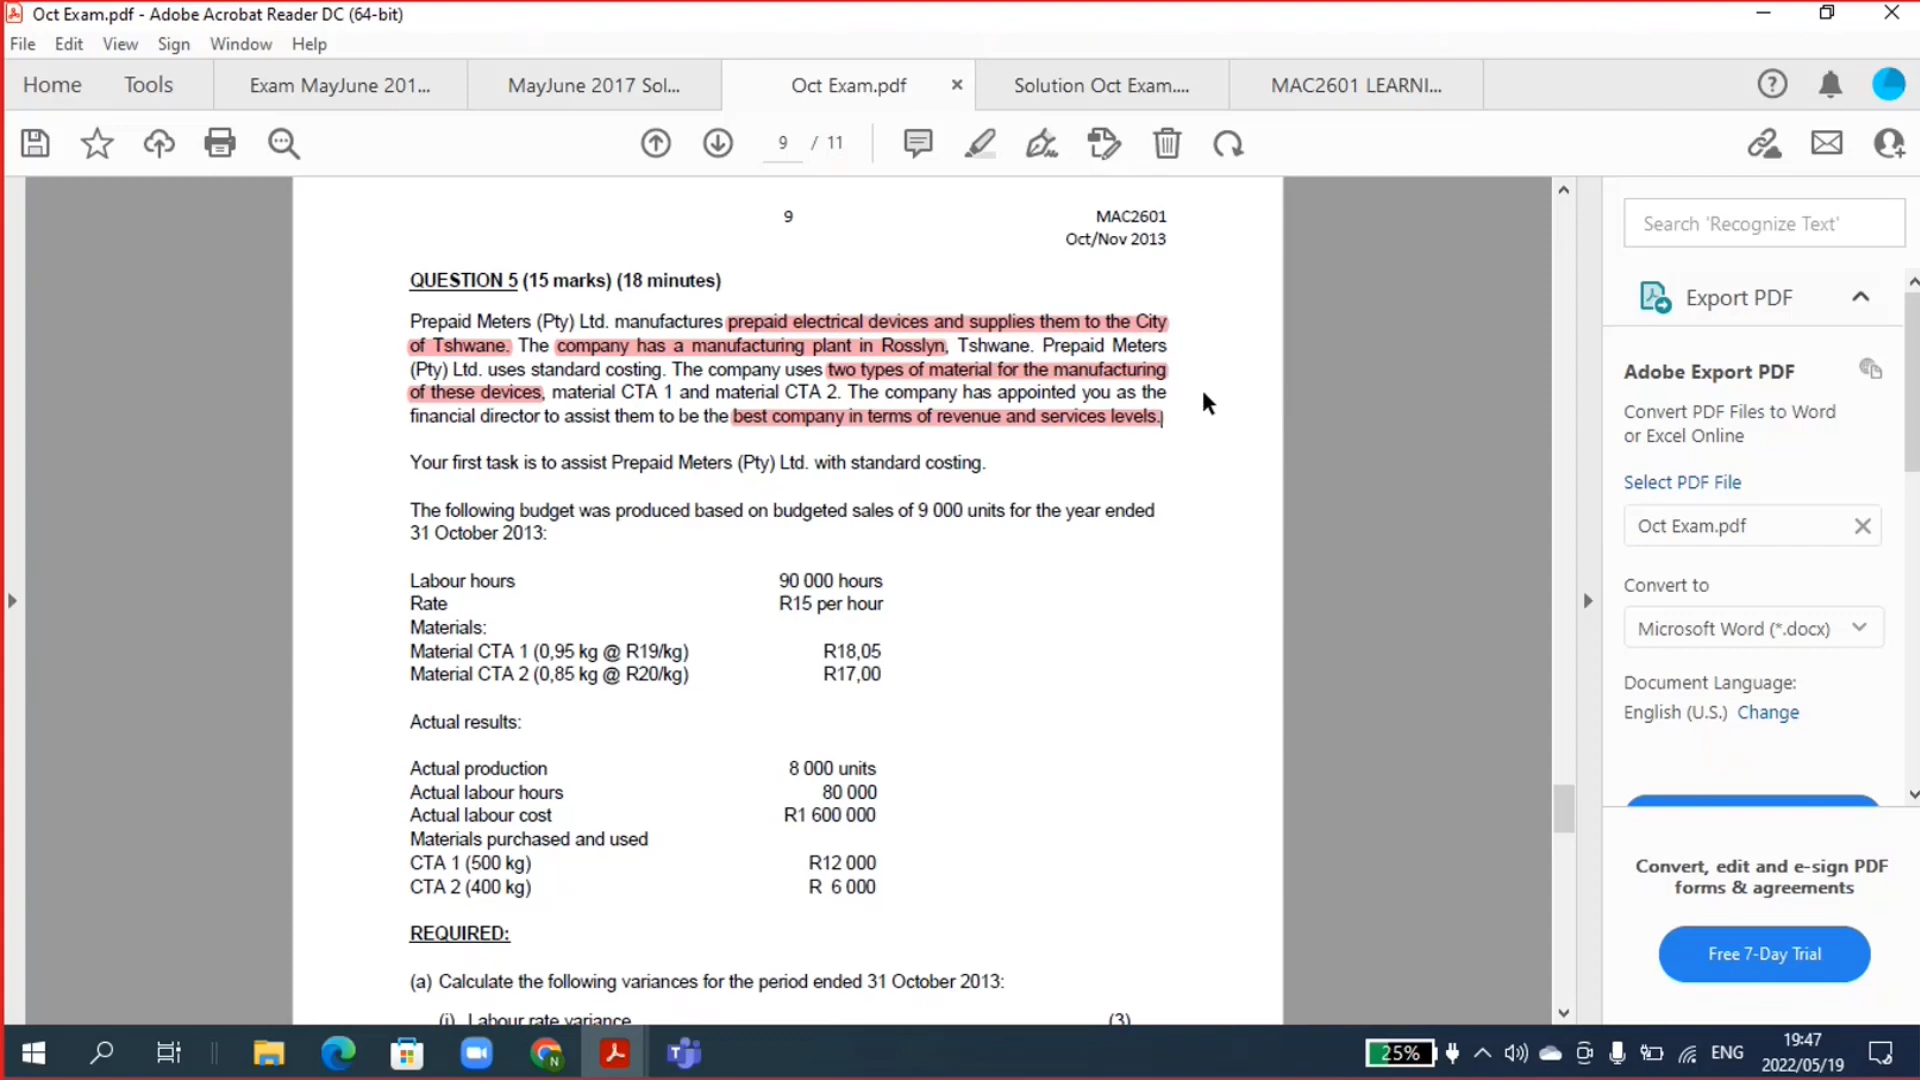 Oct Exam.pdf - Adobe Acrobat Reader DC (64-bit)
File Edit View Sign Window Help
Home Tools Exam MayJune 201... MayJune 2017 Sol... Oct Exam.pdf Solution Oct Exam.... MAC2601 LEARNI...
9 / 11
9 MAC2601
Oct/Nov 2013
QUESTION 5 (15 marks) (18 minutes)
Prepaid Meters (Pty) Ltd. manufactures prepaid electrical devices and supplies them to the City
of Tshwane. The company has a manufacturing plant in Rosslyn, Tshwane. Prepaid Meters
(Pty) Ltd. uses standard costing. The company uses two types of material for the manufacturing
of these devices, material CTA 1 and material CTA 2. The company has appointed you as the
financial director to assist them to be the best company in terms of revenue and services levels.
Your first task is to assist Prepaid Meters (Pty) Ltd. with standard costing.
The following budget was produced based on budgeted sales of 9 000 units for the year ended
31 October 2013:
Labour hours 90 000 hours
Rate R15 per hour
Materials:
Material CTA 1 (0,95 kg @ R19/kg) R18,05
Material CTA 2 (0,85 kg @ R20/kg) R17,00
Actual results:
Actual production 8 000 units
Actual labour hours 80 000
Actual labour cost R1 600 000
Materials purchased and used
CTA 1 (500 kg) R12 000
CTA 2 (400 kg) R 6 000
REQUIRED:
(a) Calculate the following variances for the period ended 31 October 2013:
(i) Labour rate variance (3)
Search 'Recognize Text'
Export PDF
Adobe Export PDF
Convert PDF Files to Word
or Excel Online
Select PDF File
Oct Exam.pdf
Convert to
Microsoft Word (*.docx)
Document Language:
English (U.S.) Change
Convert, edit and e-sign PDF
forms & agreements
Free 7-Day Trial
N
25% ENG 19:47
2022/05/19